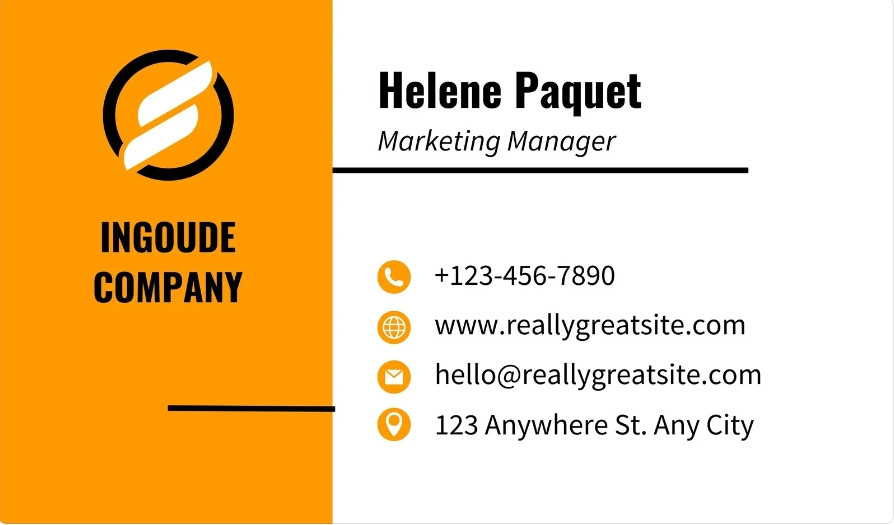 INGOUDE
COMPANY
Helene Paquet
Marketing Manager
+123-456-7890
www.reallygreatsite.com
hello@reallygreatsite.com
123 Anywhere St. Any City